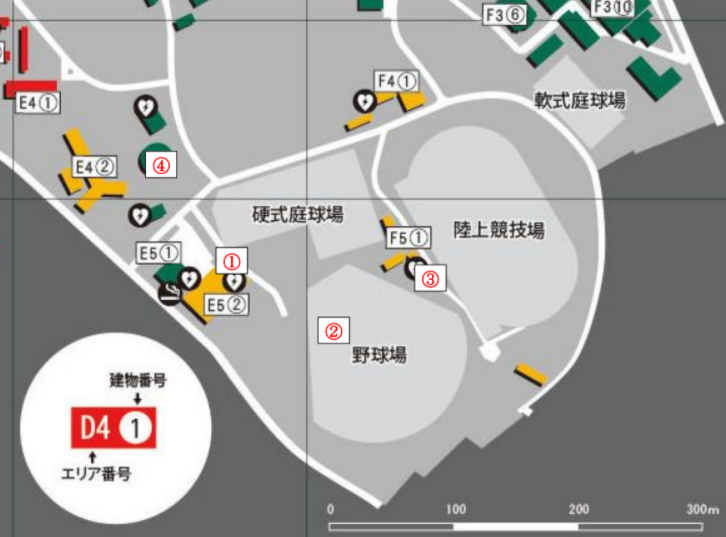 F3⑥
F3⑩
F4①
軟式庭球場
E4①
④
E4②
硬式庭球場
陸上競技場
F5①
E5①
①
③
E5②
②
野球場
建物番号
D4 1
エリア番号
0 100 200 300m